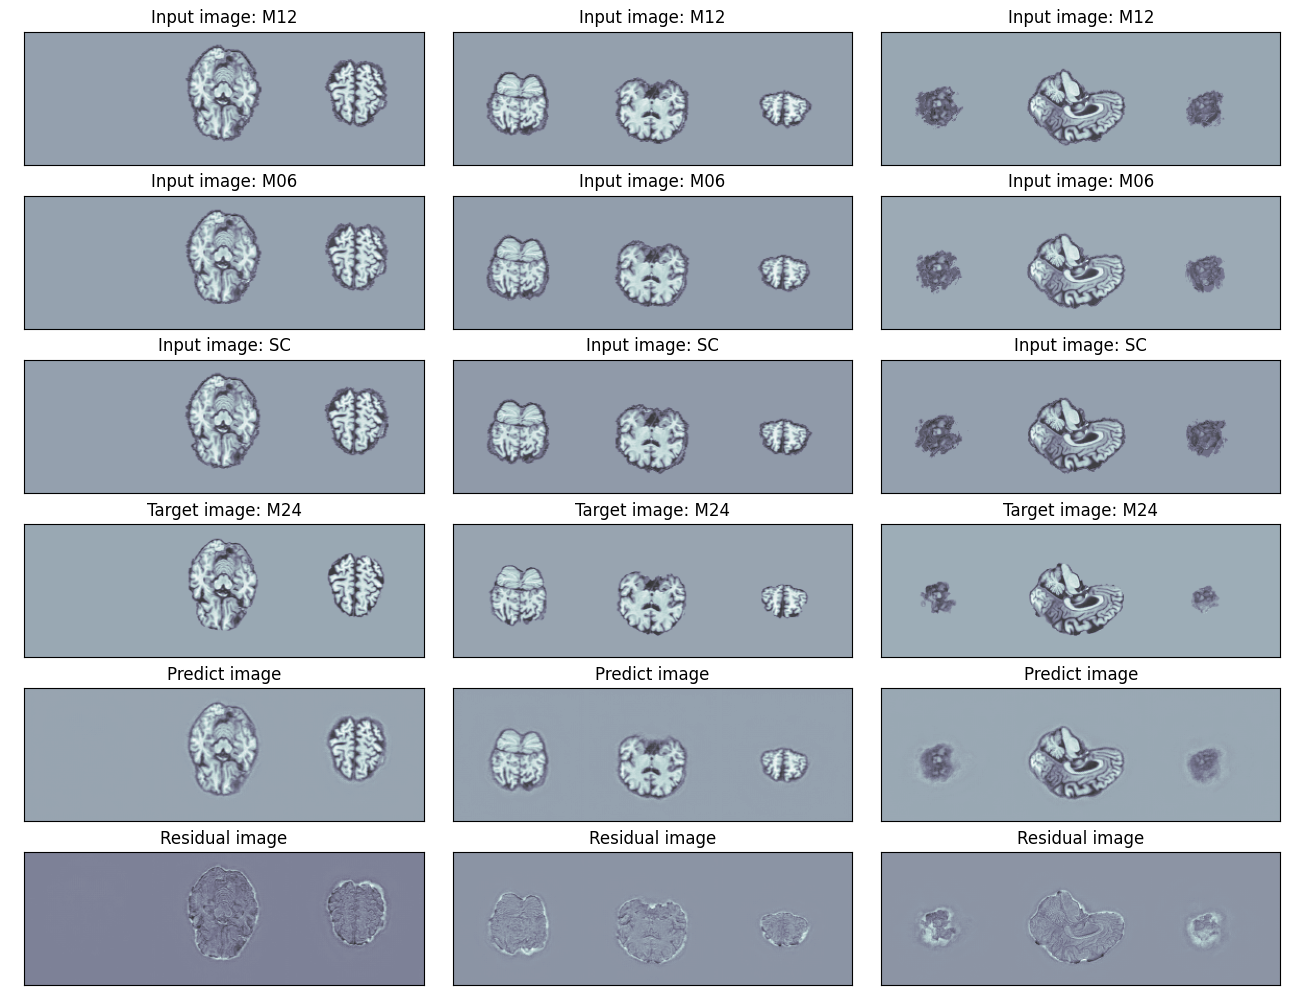 Input image: M12 Input image: M12 Input image: M12
Input image: M06 Input image: M06 Input image: M06
Input image: SC Input image: SC Input image: SC
Target image: M24 Target image: M24 Target image: M24
Predict image Predict image Predict image
Residual image Residual image Residual image